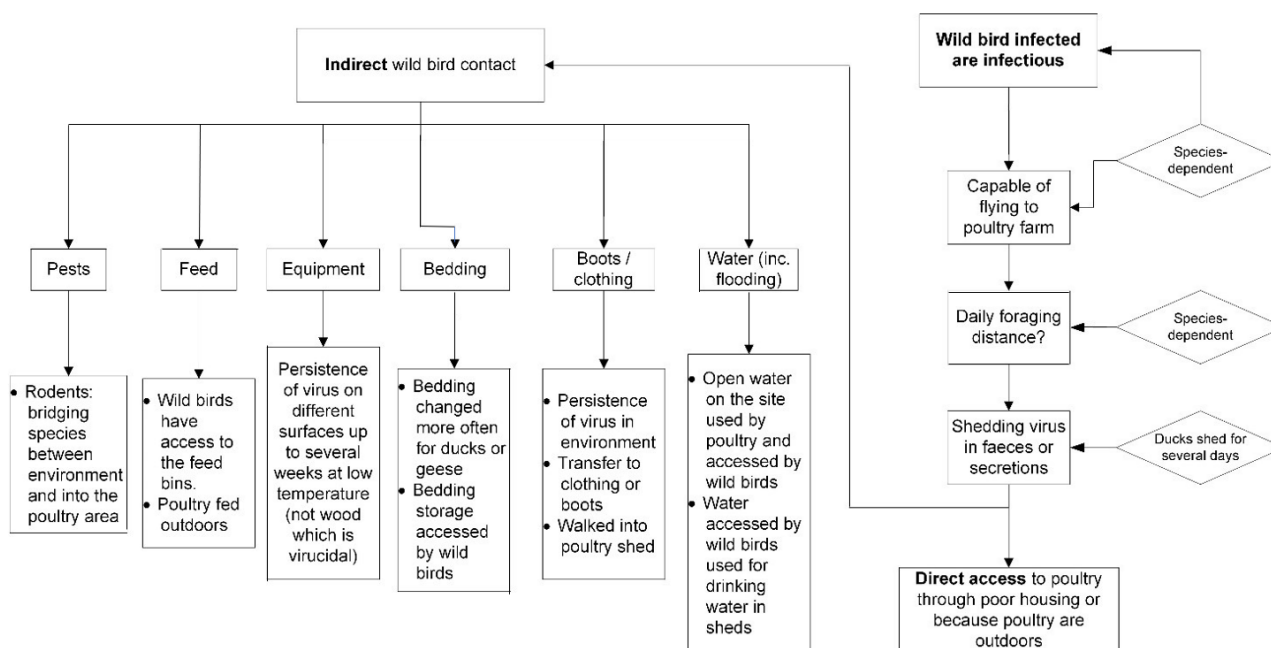 Indirect wild bird contact
Pests
Feed
Equipment
Bedding
Boots /
clothing
Water (inc.
flooding)
• Rodents:
bridging
species
between
environment
and into the
poultry area
• Wild birds
have
access to
the feed
bins.
• Poultry fed
outdoors
Persistence
of virus on
different
surfaces up
to several
weeks at low
temperature
(not wood
which is
virucidal)
• Bedding
changed
more often
for ducks or
geese
• Bedding
storage
accessed
by wild
birds
• Persistence
of virus in
environment
• Transfer to
clothing or
boots
• Walked into
poultry shed
• Open water
on the site
used by
poultry and
accessed by
wild birds
• Water
accessed by
wild birds
used for
drinking
water in
sheds
Wild bird infected
are infectious
Species-
dependent
Capable of
flying to
poultry farm
Daily foraging
distance?
Species-
dependent
Shedding virus
in faeces or
secretions
Ducks shed for
several days
Direct access to poultry
through poor housing or
because poultry are
outdoors